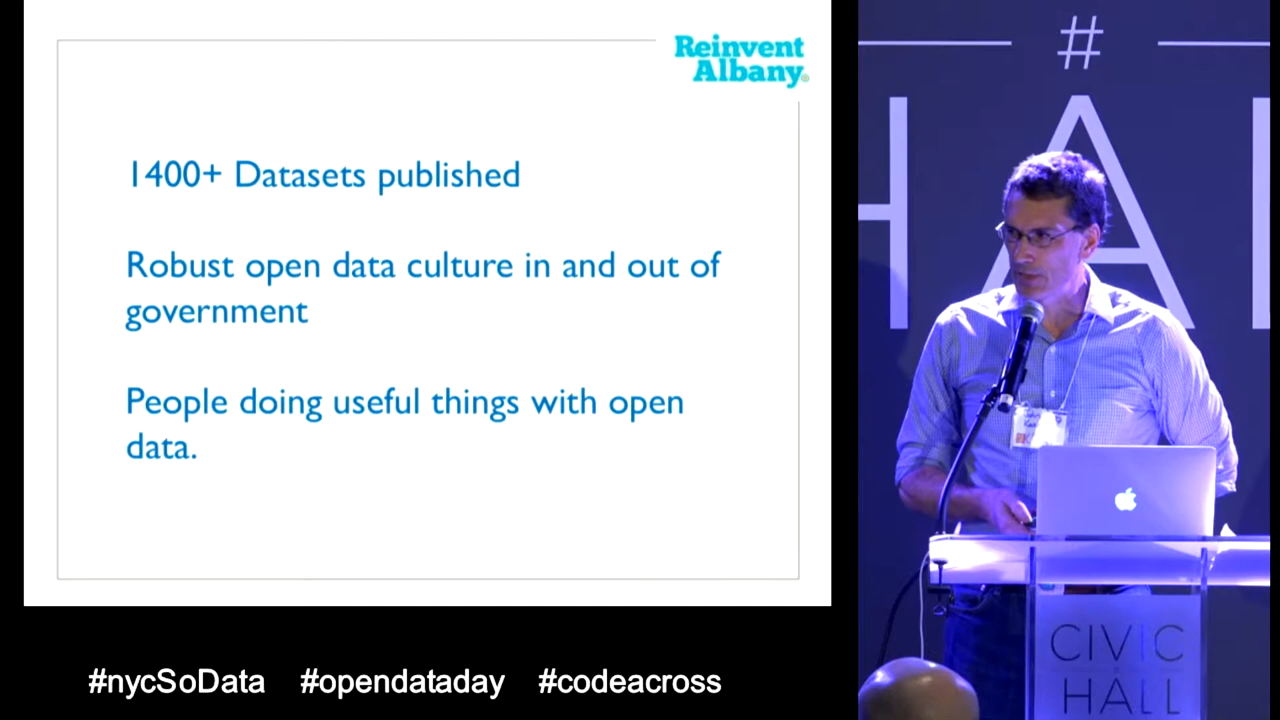 Reinvent
Albany
1400+ Datasets published
Robust open data culture in and out of
government
People doing useful things with open
data.
#nycSoData #opendataday #codeacross
#
HA
CIVIC
HALL